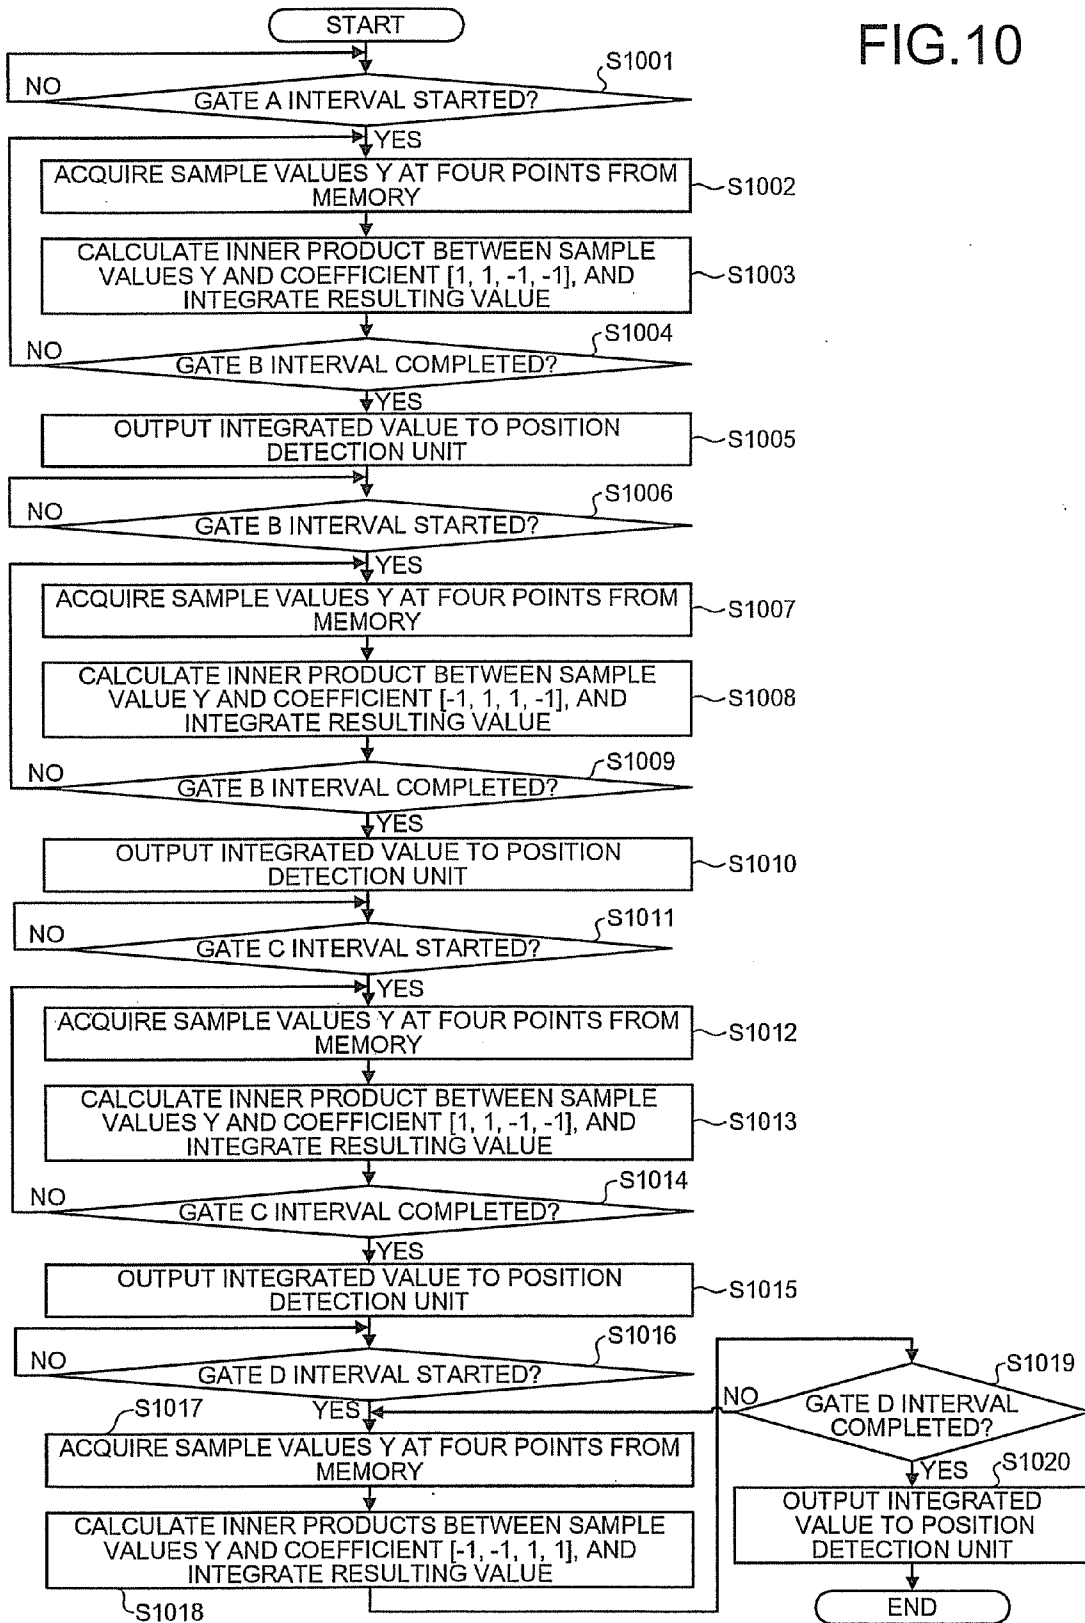 FIG.10
START
S1001
NO
GATE A INTERVAL STARTED?
YES
ACQUIRE SAMPLE VALUES Y AT FOUR POINTS FROM
MEMORY
S1002
CALCULATE INNER PRODUCT BETWEEN SAMPLE
VALUES Y AND COEFFICIENT [1, 1, -1, -1], AND
INTEGRATE RESULTING VALUE
S1003
S1004
NO
GATE B INTERVAL COMPLETED?
YES
OUTPUT INTEGRATED VALUE TO POSITION
DETECTION UNIT
S1005
S1006
NO
GATE B INTERVAL STARTED?
YES
ACQUIRE SAMPLE VALUES Y AT FOUR POINTS FROM
MEMORY
S1007
CALCULATE INNER PRODUCT BETWEEN SAMPLE
VALUE Y AND COEFFICIENT [-1, 1, 1, -1], AND
INTEGRATE RESULTING VALUE
S1008
S1009
NO
GATE B INTERVAL COMPLETED?
YES
OUTPUT INTEGRATED VALUE TO POSITION
DETECTION UNIT
S1010
S1011
NO
GATE C INTERVAL STARTED?
YES
ACQUIRE SAMPLE VALUES Y AT FOUR POINTS FROM
MEMORY
S1012
CALCULATE INNER PRODUCT BETWEEN SAMPLE
VALUES Y AND COEFFICIENT [1, 1, -1, -1], AND
INTEGRATE RESULTING VALUE
S1013
S1014
NO
GATE C INTERVAL COMPLETED?
YES
OUTPUT INTEGRATED VALUE TO POSITION
DETECTION UNIT
S1015
S1016
NO
GATE D INTERVAL STARTED?
YES
S1017
ACQUIRE SAMPLE VALUES Y AT FOUR POINTS FROM
MEMORY
CALCULATE INNER PRODUCTS BETWEEN SAMPLE
VALUES Y AND COEFFICIENT [-1, -1, 1, 1], AND
INTEGRATE RESULTING VALUE
S1018
S1019
NO
GATE D INTERVAL
COMPLETED?
YES
S1020
OUTPUT INTEGRATED
VALUE TO POSITION
DETECTION UNIT
END